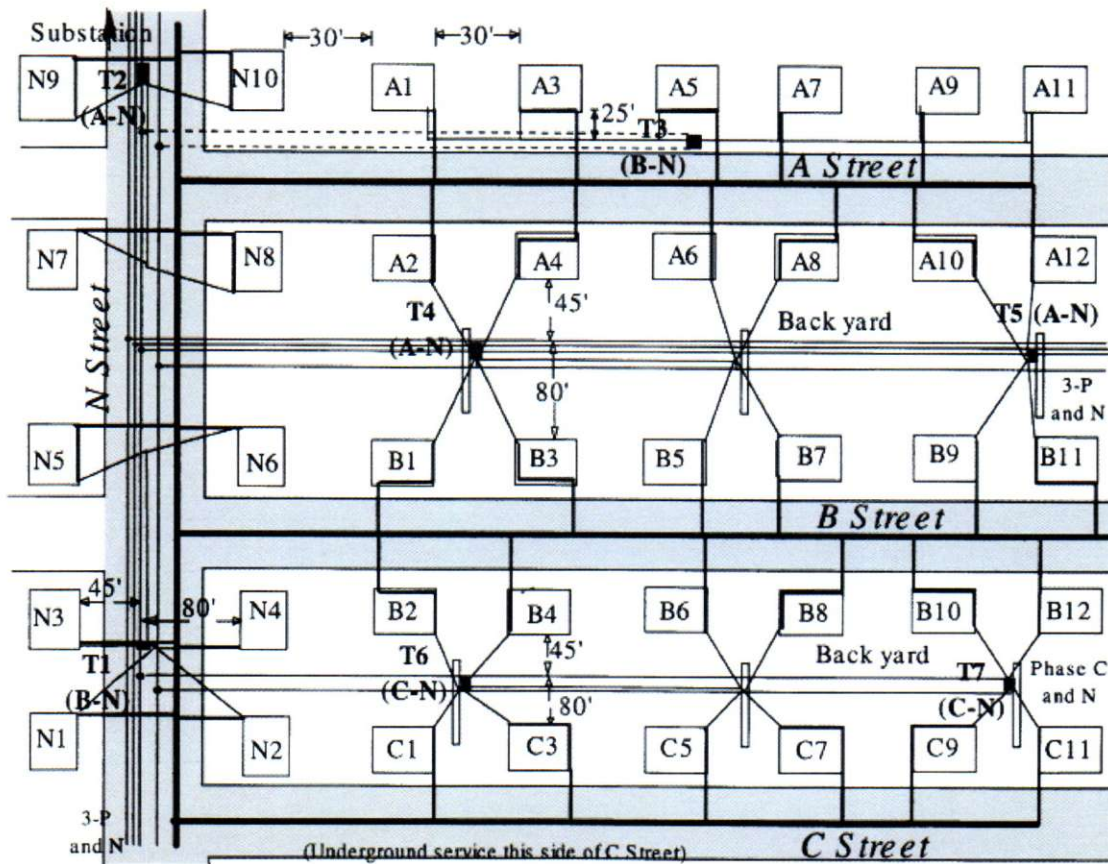 Substation
30'
30'
N9
T2
N10
A1
A3
A5
A7
A9
A11
(A-N)
25'
T3
(B-N)
A Street
N7
N8
A2
A4
A6
A8
A10
A12
T4
45'
Back yard
T5 (A-N)
(A-N)
80'
3-P
and N
N Street
N5
N6
B1
B3
B5
B7
B9
B11
B Street
45'
N3
80'
N4
B2
B4
B6
B8
B10
B12
T1
T6
45'
Back yard
T7
Phase C
and N
(B-N)
(C-N)
80'
(C-N)
N1
N2
C1
C3
C5
C7
C9
C11
3-P
and N
(Underground service this side of C Street)
C Street